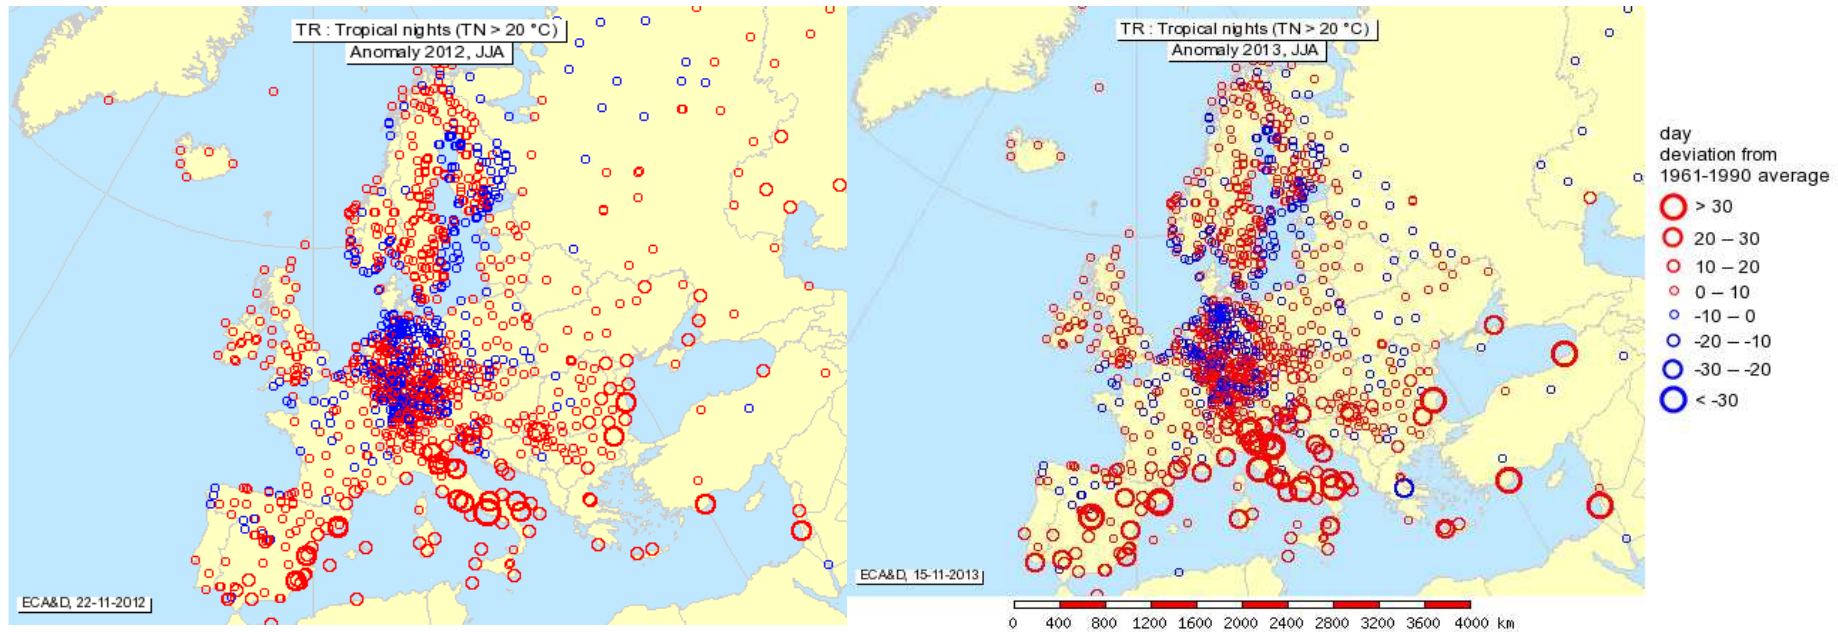 TR : Tropical nights (TN > 20 °C)
Anomaly 2012, JJA
ECA&D, 22-11-2012
TR : Tropical nights (TN > 20 °C)
Anomaly 2013, JJA
ECA&D, 15-11-2013
day
deviation from
1961-1990 average
> 30
20 – 30
10 – 20
0 – 10
-10 – 0
-20 – -10
-30 – -20
< -30
0 400 800 1200 1600 2000 2400 2800 3200 3600 4000 km